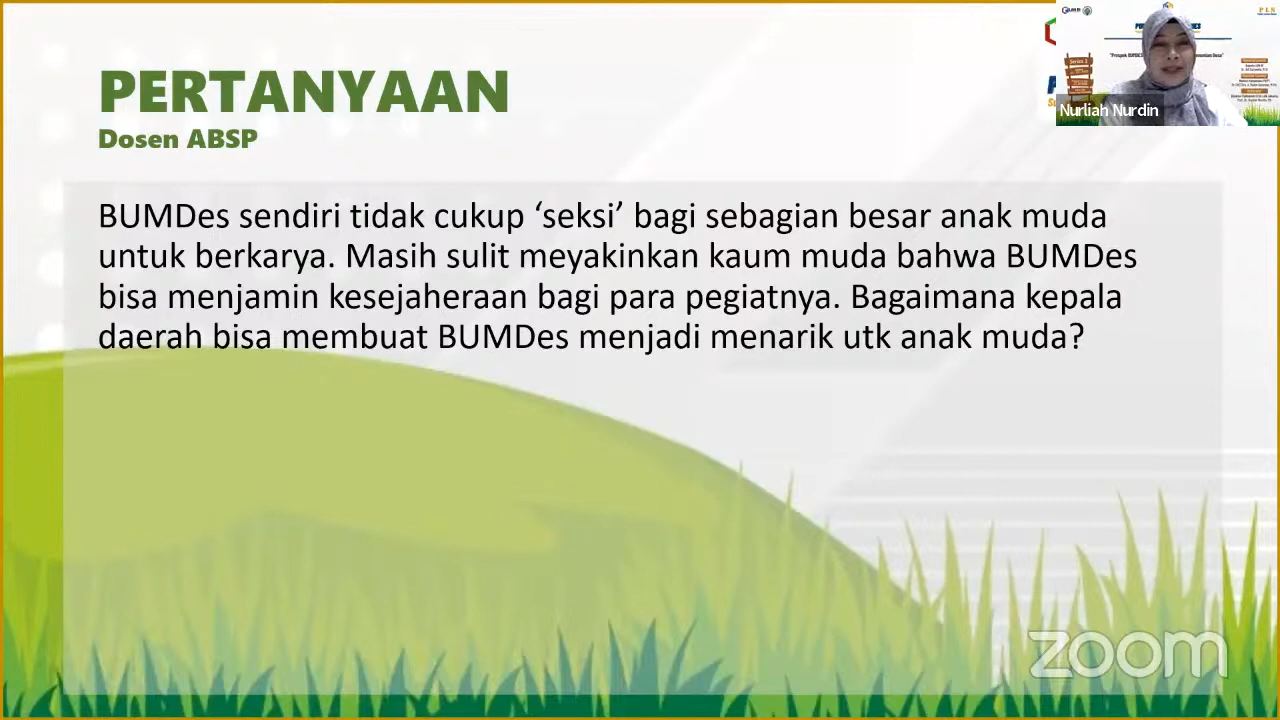 PERTANYAAN
Dosen ABSP
BUMDes sendiri tidak cukup ‘seksi’ bagi sebagian besar anak muda
untuk berkarya. Masih sulit meyakinkan kaum muda bahwa BUMDes
bisa menjamin kesejaheraan bagi para pegiatnya. Bagaimana kepala
daerah bisa membuat BUMDes menjadi menarik utk anak muda?
Nurliah Nurdin
zoom